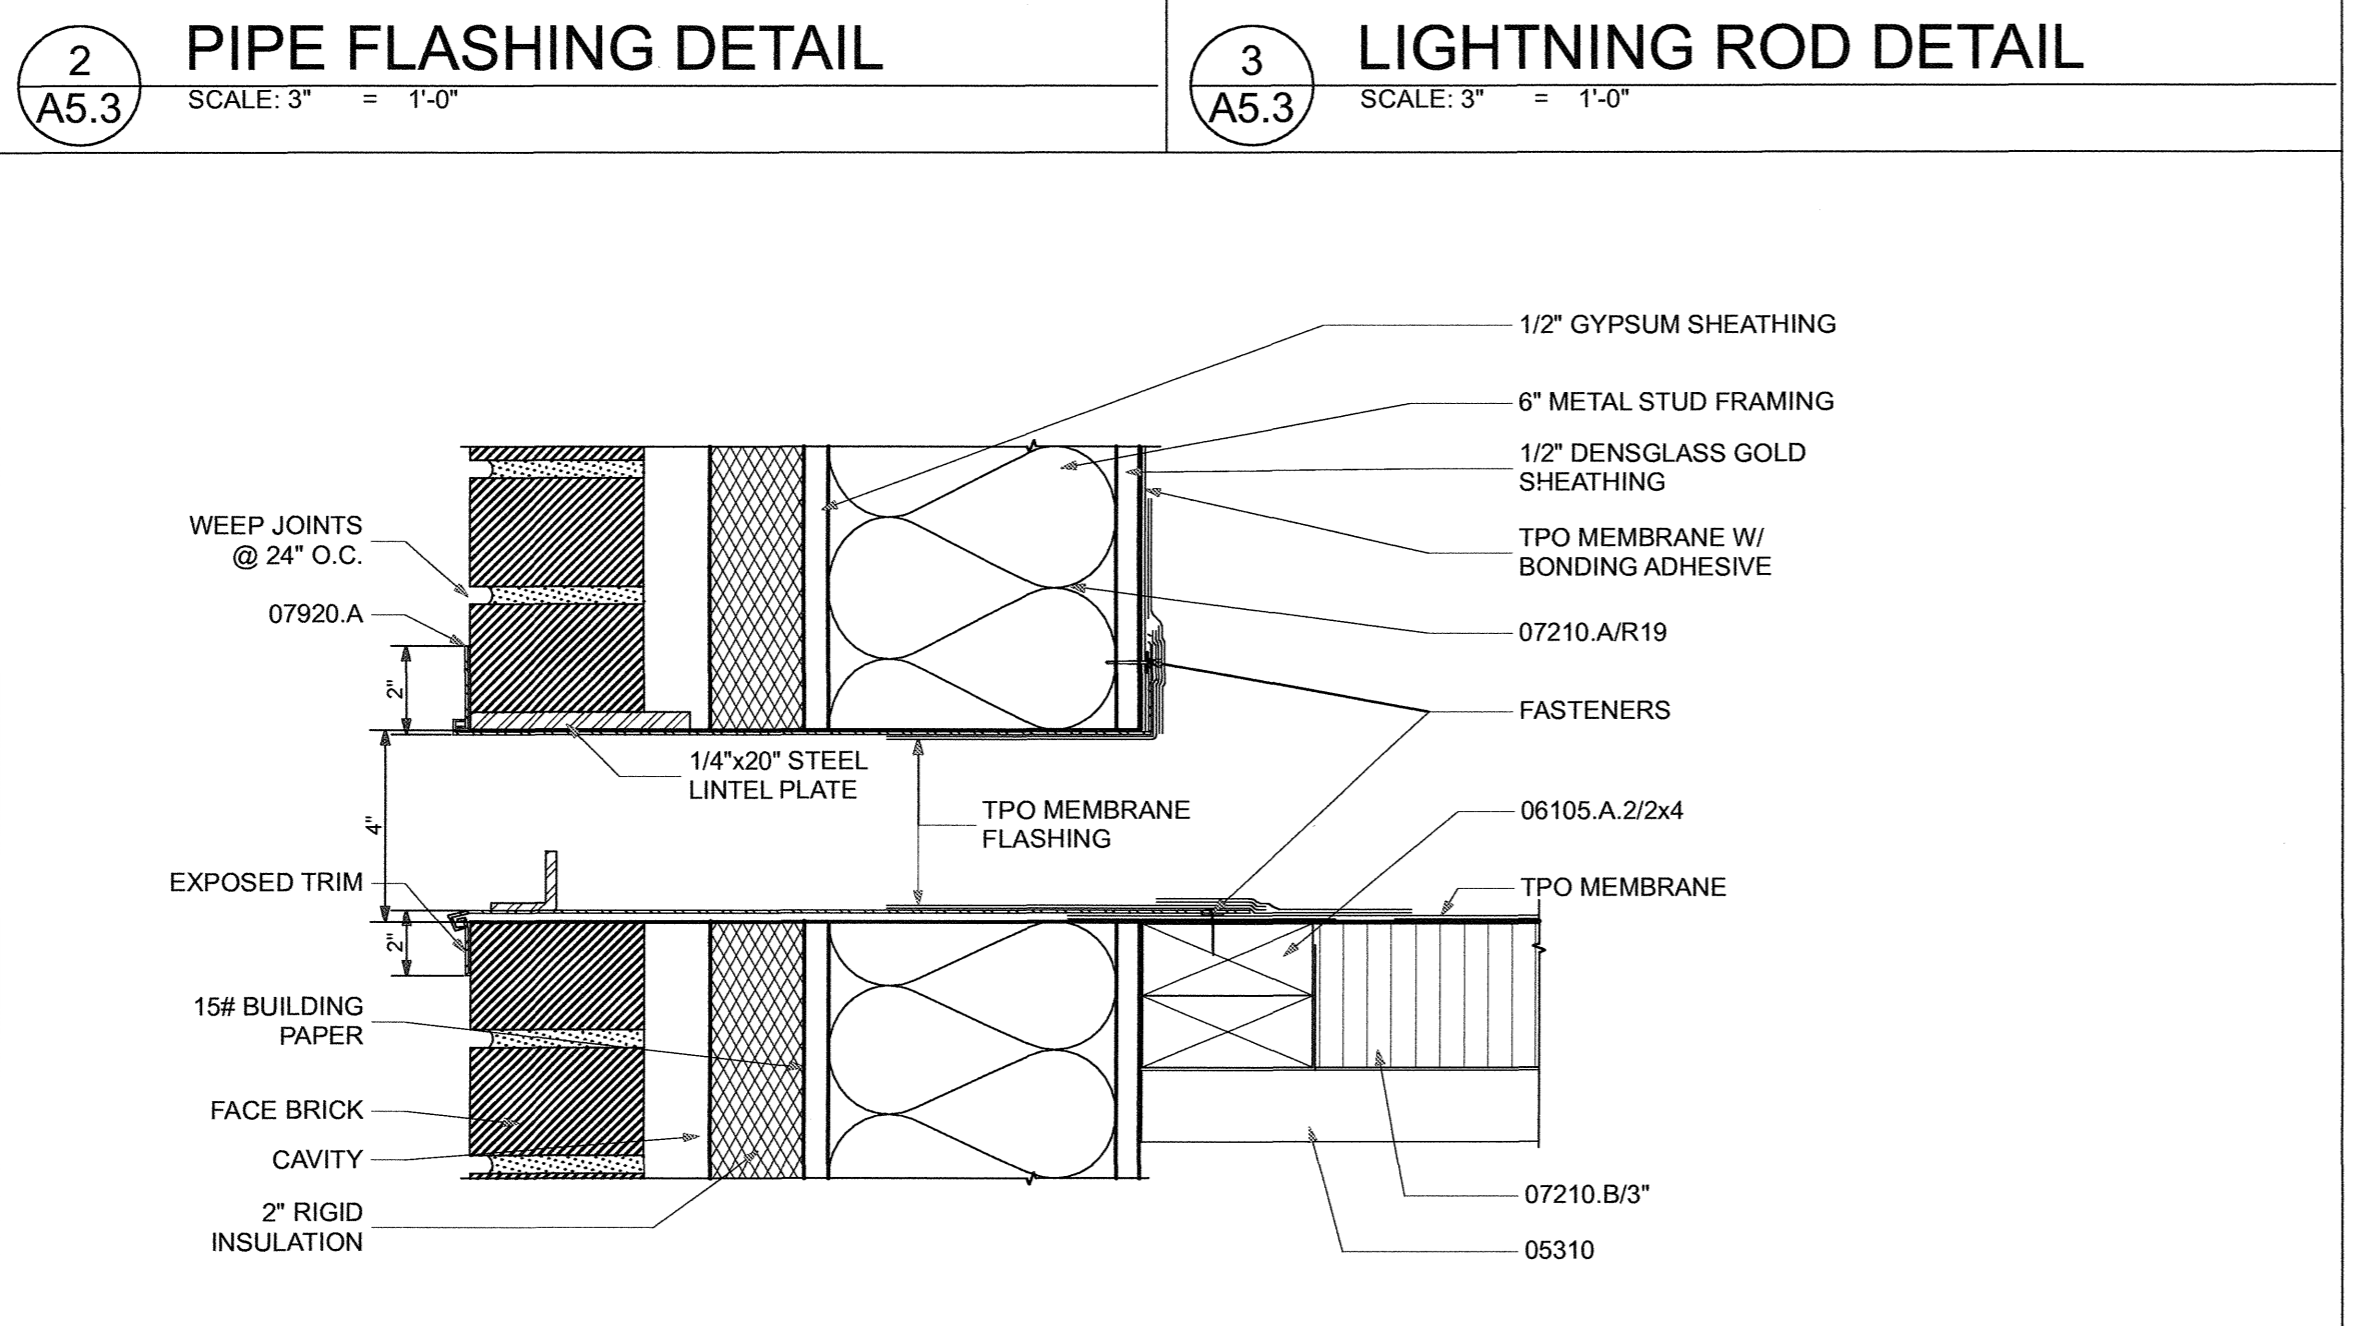 2
A5.3
PIPE FLASHING DETAIL
SCALE: 3" = 1'-0"
3
A5.3
LIGHTNING ROD DETAIL
SCALE: 3" = 1'-0"
WEEP JOINTS
@ 24" O.C.
07920.A
2"
4"
EXPOSED TRIM
2"
15# BUILDING
PAPER
FACE BRICK
CAVITY
2" RIGID
INSULATION
1/4"x20" STEEL
LINTEL PLATE
TPO MEMBRANE
FLASHING
1/2" GYPSUM SHEATHING
6" METAL STUD FRAMING
1/2" DENSGLASS GOLD
SHEATHING
TPO MEMBRANE W/
BONDING ADHESIVE
07210.A/R19
FASTENERS
06105.A.2/2x4
TPO MEMBRANE
07210.B/3"
05310